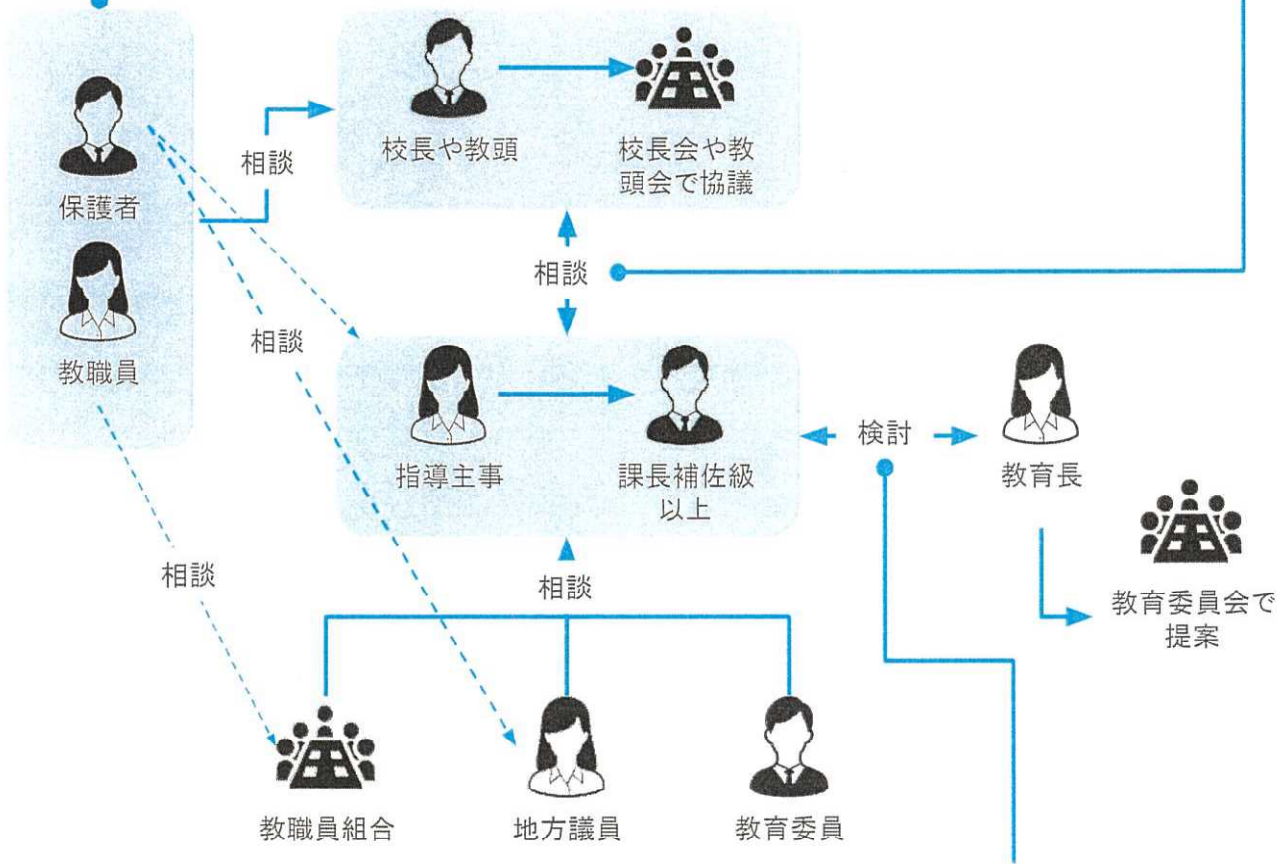 校長や教頭
校長会や教
頭会で協議
相談
保護者
教職員
相談
相談
指導主事
課長補佐級
以上
検討
教育長
相談
相談
教育委員会で
提案
教職員組合
地方議員
教育委員